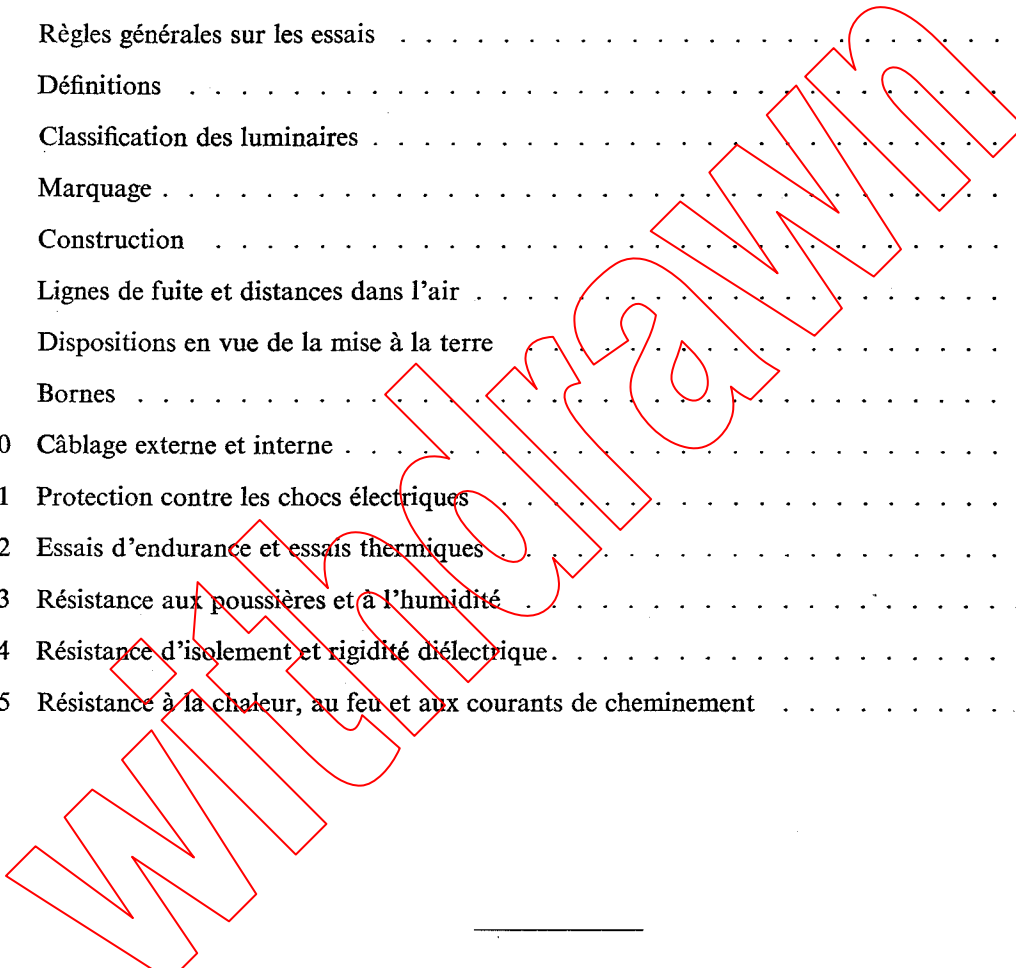 Règles générales sur les essais . . . . . . . . . . . . . . . . . . . . . . .
Définitions . . . . . . . . . . . . . . . . . . . . . . . . . . . . . . . .
Classification des luminaires . . . . . . . . . . . . . . . . . . . . . . . .
Marquage . . . . . . . . . . . . . . . . . . . . . . . . . . . . . . . . .
Construction . . . . . . . . . . . . . . . . . . . . . . . . . . . . . . .
Lignes de fuite et distances dans l’air . . . . . . . . . . . . . . . . . . . .
Dispositions en vue de la mise à la terre . . . . . . . . . . . . . . . . . . .
Bornes . . . . . . . . . . . . . . . . . . . . . . . . . . . . . . . . . .
0 Câblage externe et interne . . . . . . . . . . . . . . . . . . . . . . . . .
1 Protection contre les chocs électriques . . . . . . . . . . . . . . . . . . .
2 Essais d’endurance et essais thermiques . . . . . . . . . . . . . . . . . . .
3 Résistance aux poussières et à l’humidité . . . . . . . . . . . . . . . . . .
4 Résistance d’isolement et rigidité diélectrique . . . . . . . . . . . . . . . .
5 Résistance à la chaleur, au feu et aux courants de cheminement . . . . . . . . .
withdrawn